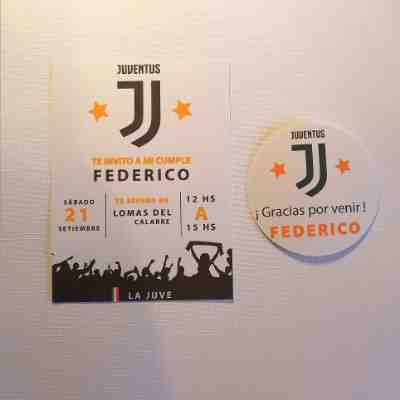 JUVENTUS
TE INVITO A MI CUMPLE
FEDERICO
SÁBADO
21
SETIEMBRE
TE ESPERO EN
LOMAS DEL
CALABRE
12 HS
A
15 HS
LA JUVE
JUVENTUS
¡Gracias por venir!
FEDERICO